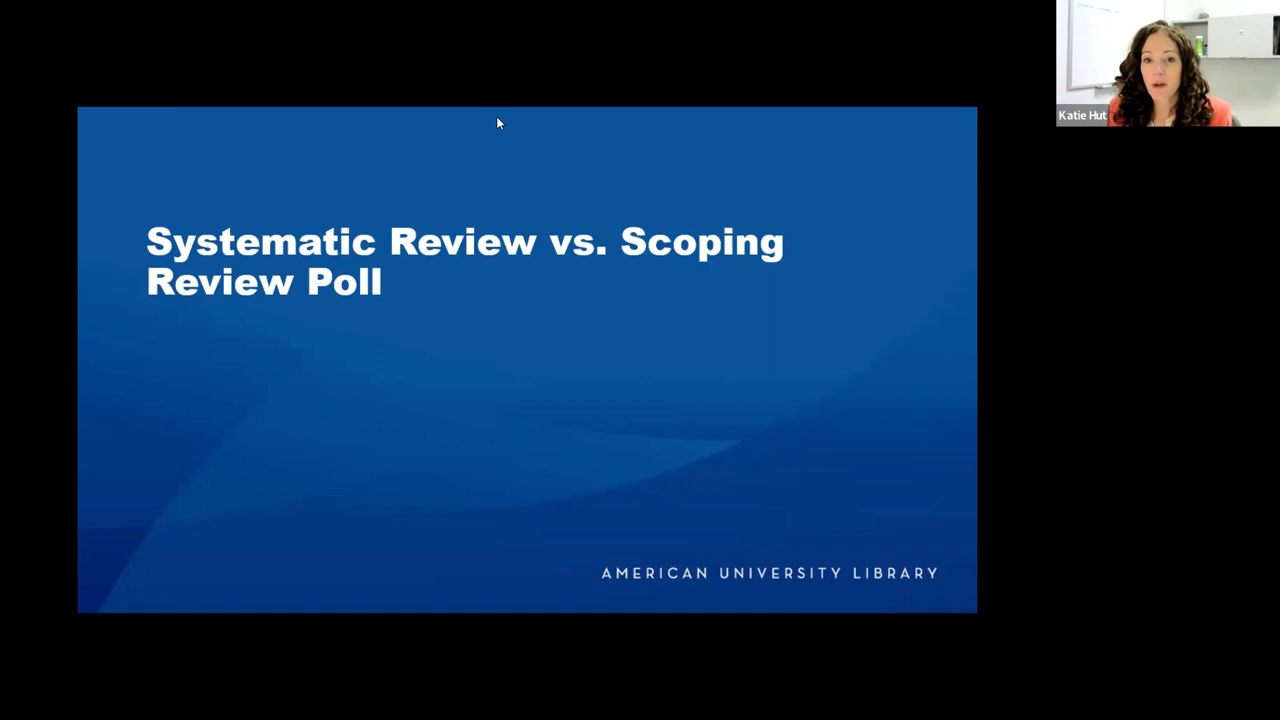 Systematic Review vs. Scoping
Review Poll
AMERICAN UNIVERSITY LIBRARY
Katie Hut